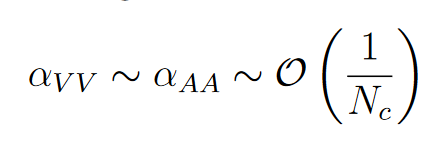 α_{VV} ∼ α_{AA} ∼ 𝒪(1/N_c)